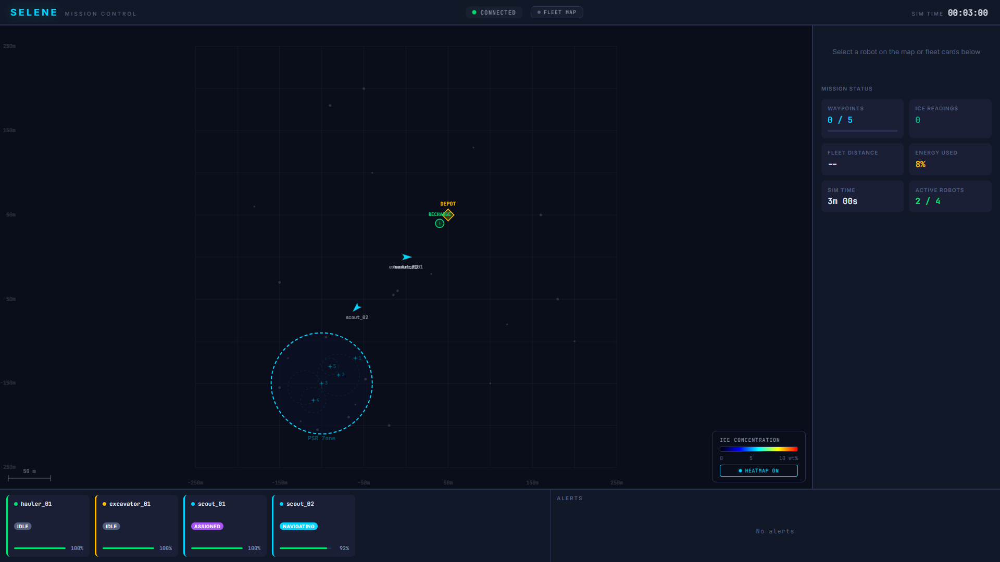 SELENE MISSION CONTROL
CONNECTED
FLEET MAP
SIM TIME 00:03:00
250m
150m
50m
-50m
-150m
-250m
DEPOT
RECHARGE
scout_02
1
5
2
3
4
PSR Zone
50 m
-250m
-150m
-50m
50m
150m
250m
ICE CONCENTRATION
0 5 10 wt%
HEATMAP ON
Select a robot on the map or fleet cards below
MISSION STATUS
WAYPOINTS
0 / 5
ICE READINGS
0
FLEET DISTANCE
--
ENERGY USED
8%
SIM TIME
3m 00s
ACTIVE ROBOTS
2 / 4
hauler_01
IDLE
100%
excavator_01
IDLE
100%
scout_01
ASSIGNED
100%
scout_02
NAVIGATING
92%
ALERTS
No alerts